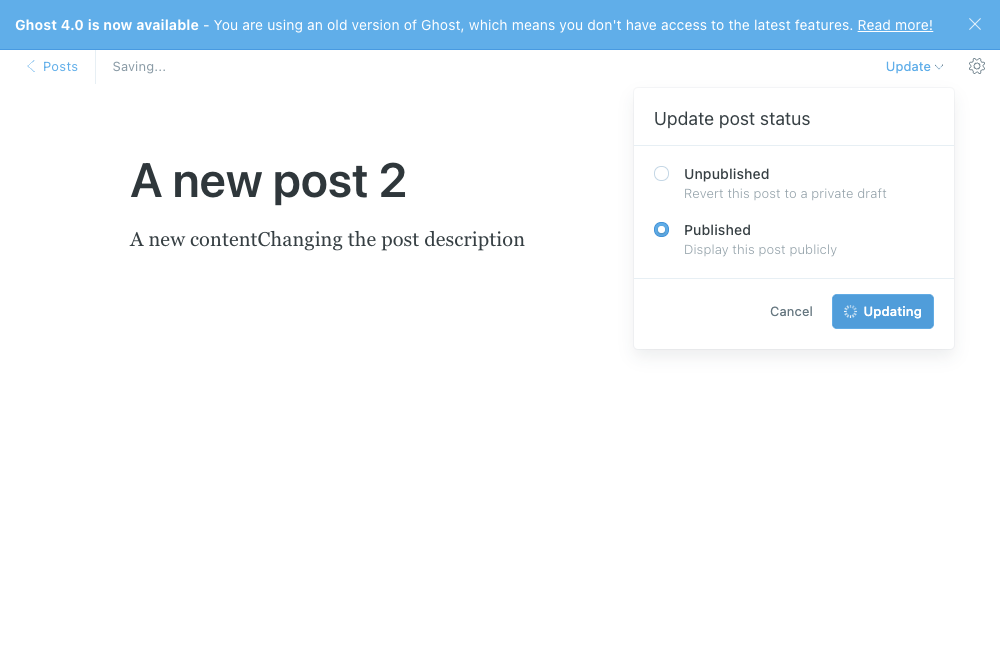 Ghost 4.0 is now available - You are using an old version of Ghost, which means you don't have access to the latest features. Read more!
Posts
Saving...
Update
Update post status
Unpublished
Revert this post to a private draft
Published
Display this post publicly
Cancel
Updating
A new post 2
A new contentChanging the post description